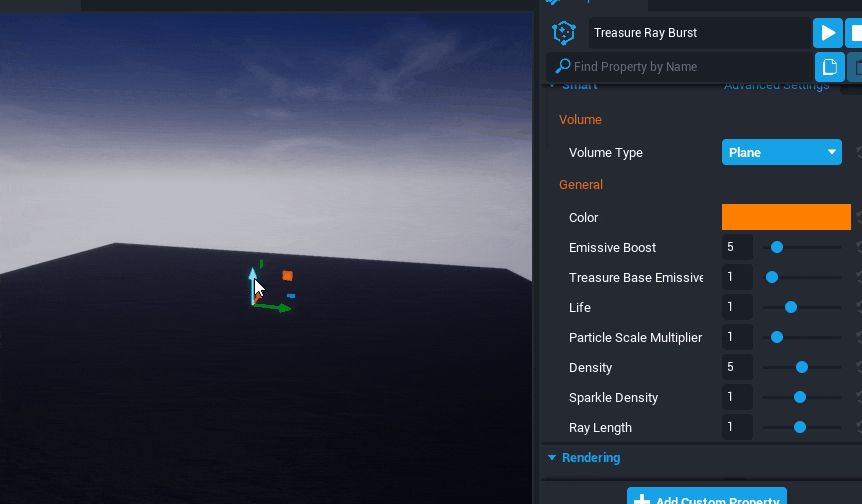 Treasure Ray Burst
Find Property by Name
Smart Advanced Settings
Volume
Volume Type Plane
General
Color
Emissive Boost 5
Treasure Base Emissive 1
Life 1
Particle Scale Multiplier 1
Density 5
Sparkle Density 1
Ray Length 1
Rendering
Add Custom Property